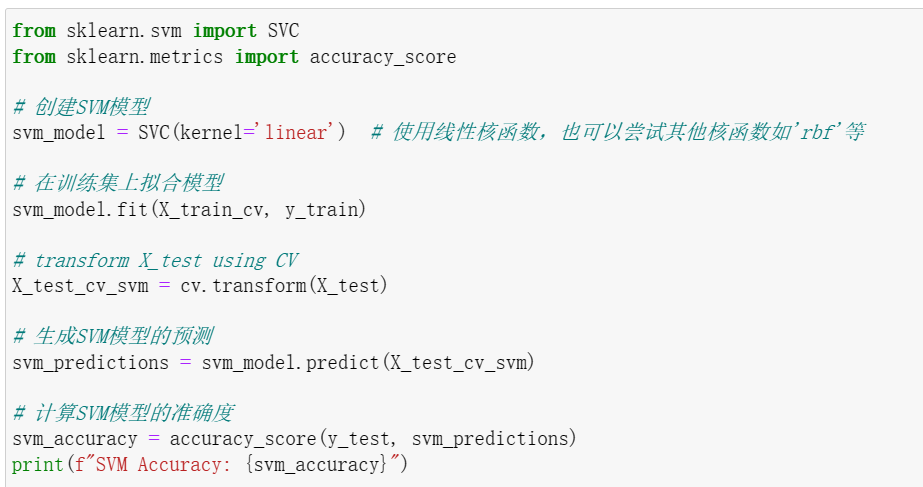 from sklearn.svm import SVC
from sklearn.metrics import accuracy_score
# 创建SVM模型
svm_model = SVC(kernel='linear')  # 使用线性核函数，也可以尝试其他核函数如'rbf'等
# 在训练集上拟合模型
svm_model.fit(X_train_cv, y_train)
# transform X_test using CV
X_test_cv_svm = cv.transform(X_test)
# 生成SVM模型的预测
svm_predictions = svm_model.predict(X_test_cv_svm)
# 计算SVM模型的准确度
svm_accuracy = accuracy_score(y_test, svm_predictions)
print(f"SVM Accuracy: {svm_accuracy}")